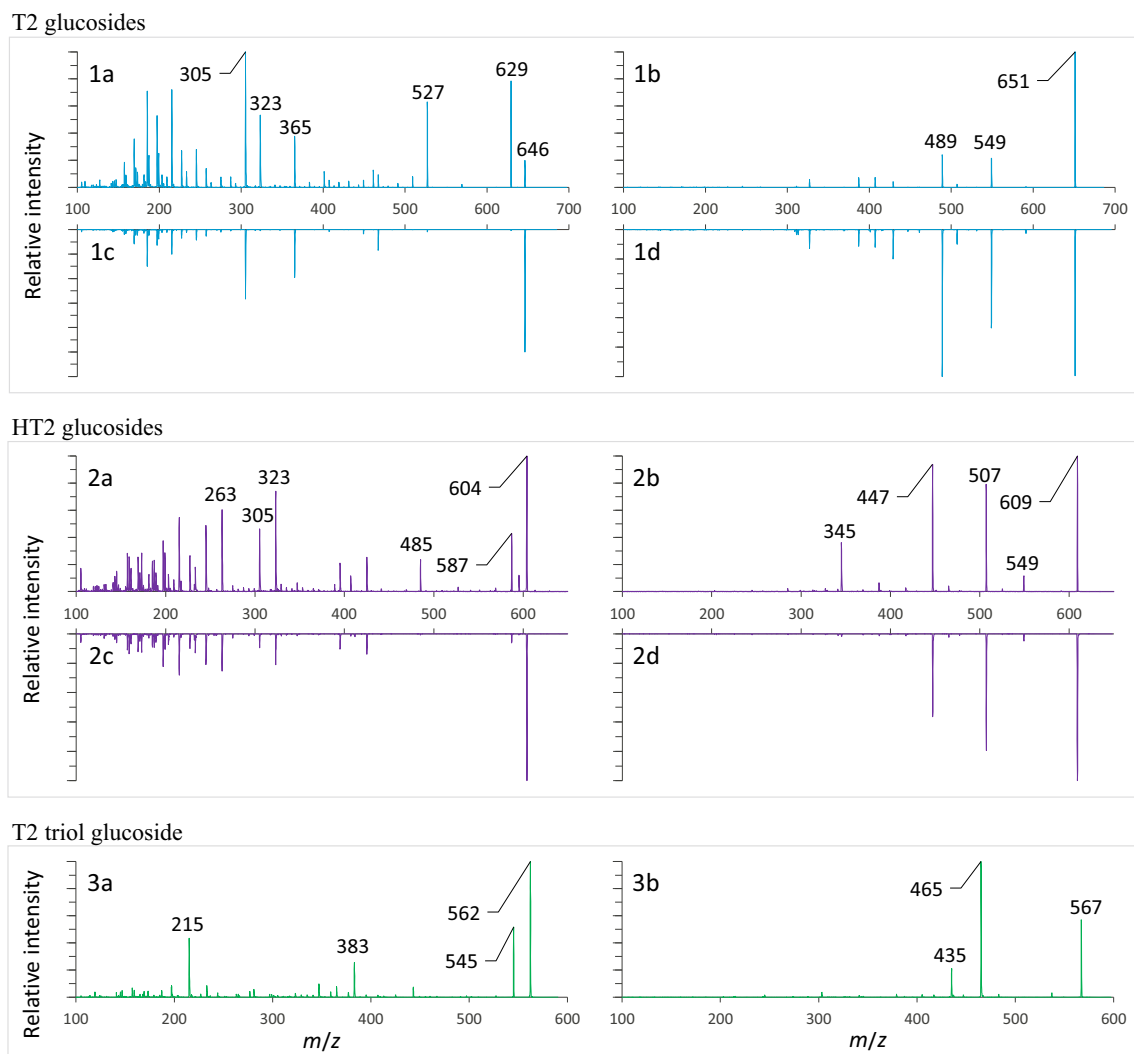 T2 glucosides
1a
305
323
365
527
629
646
1b
651
489
549
100 200 300 400 500 600 700
100 200 300 400 500 600 700
1c
1d
Relative intensity
HT2 glucosides
2a
263
305
323
485
604
587
2b
447
507
609
345
549
100 200 300 400 500 600
100 200 300 400 500 600
2c
2d
Relative intensity
T2 triol glucoside
3a
215
383
562
545
3b
465
435
567
100 200 300 400 500 600
100 200 300 400 500 600
Relative intensity
m/z
m/z